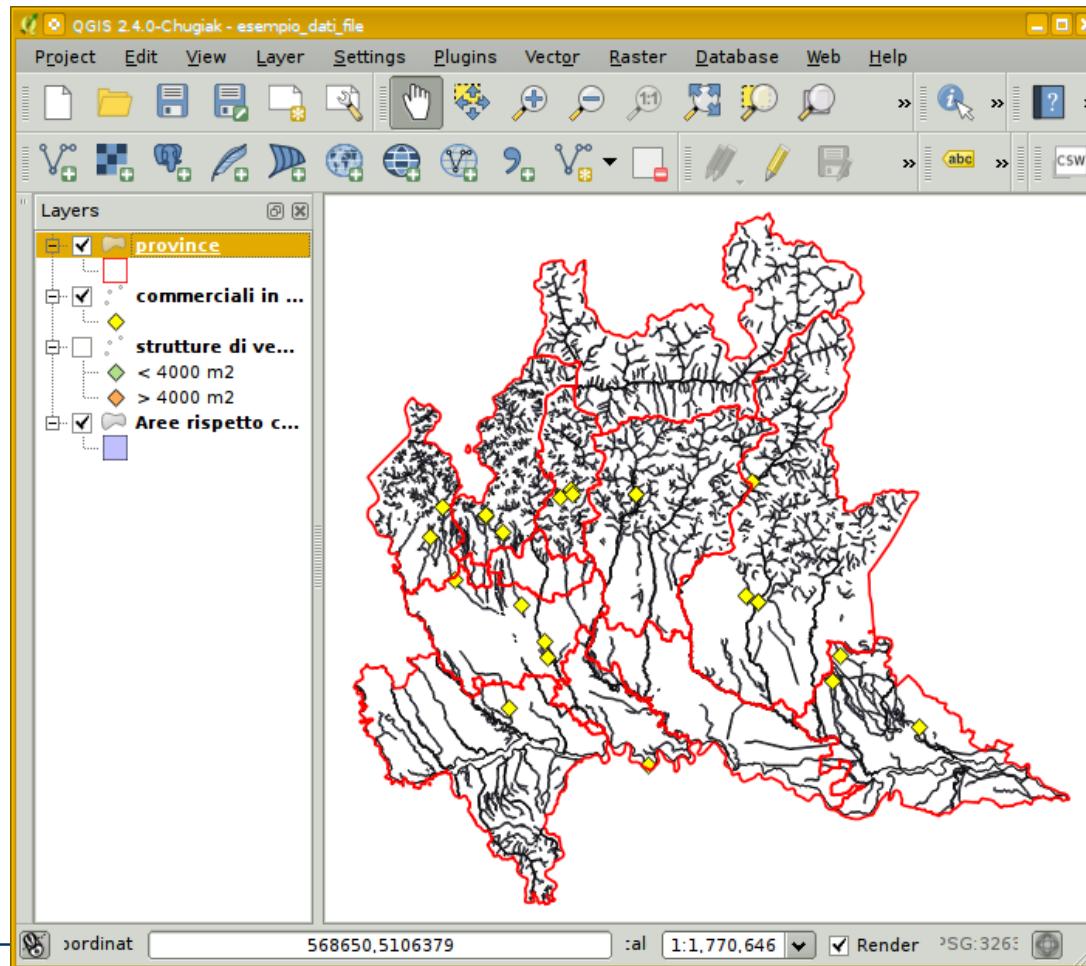 QGIS 2.4.0-Chugiak - esempio_dati_file
Project Edit View Layer Settings Plugins Vector Raster Database Web Help
1:1
»
»
?
»
abc
»
CSW
Layers
province
commerciali in ...
strutture di ve...
< 4000 m2
> 4000 m2
Aree rispetto c...
oordinat 568650,5106379 :al 1:1,770,646 Render PSG:3263